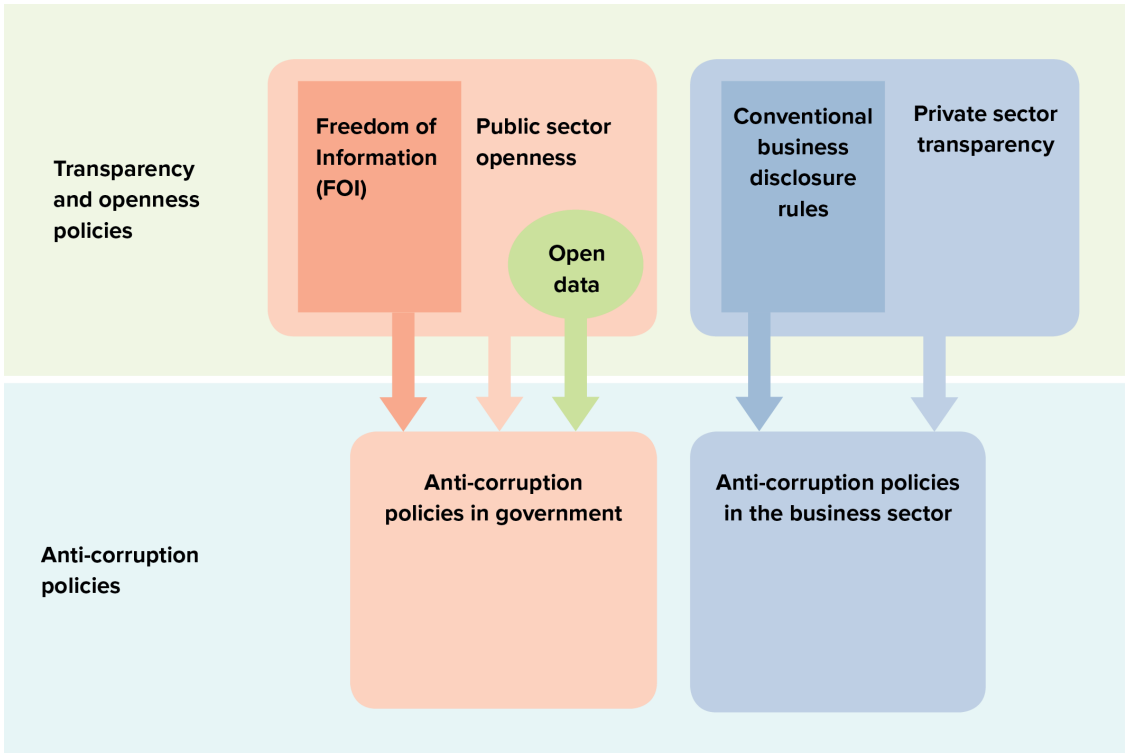 Transparency
and openness
policies
Freedom of
Information
(FOI)
Public sector
openness
Open
data
Conventional
business
disclosure
rules
Private sector
transparency
Anti-corruption
policies
Anti-corruption
policies in government
Anti-corruption policies
in the business sector